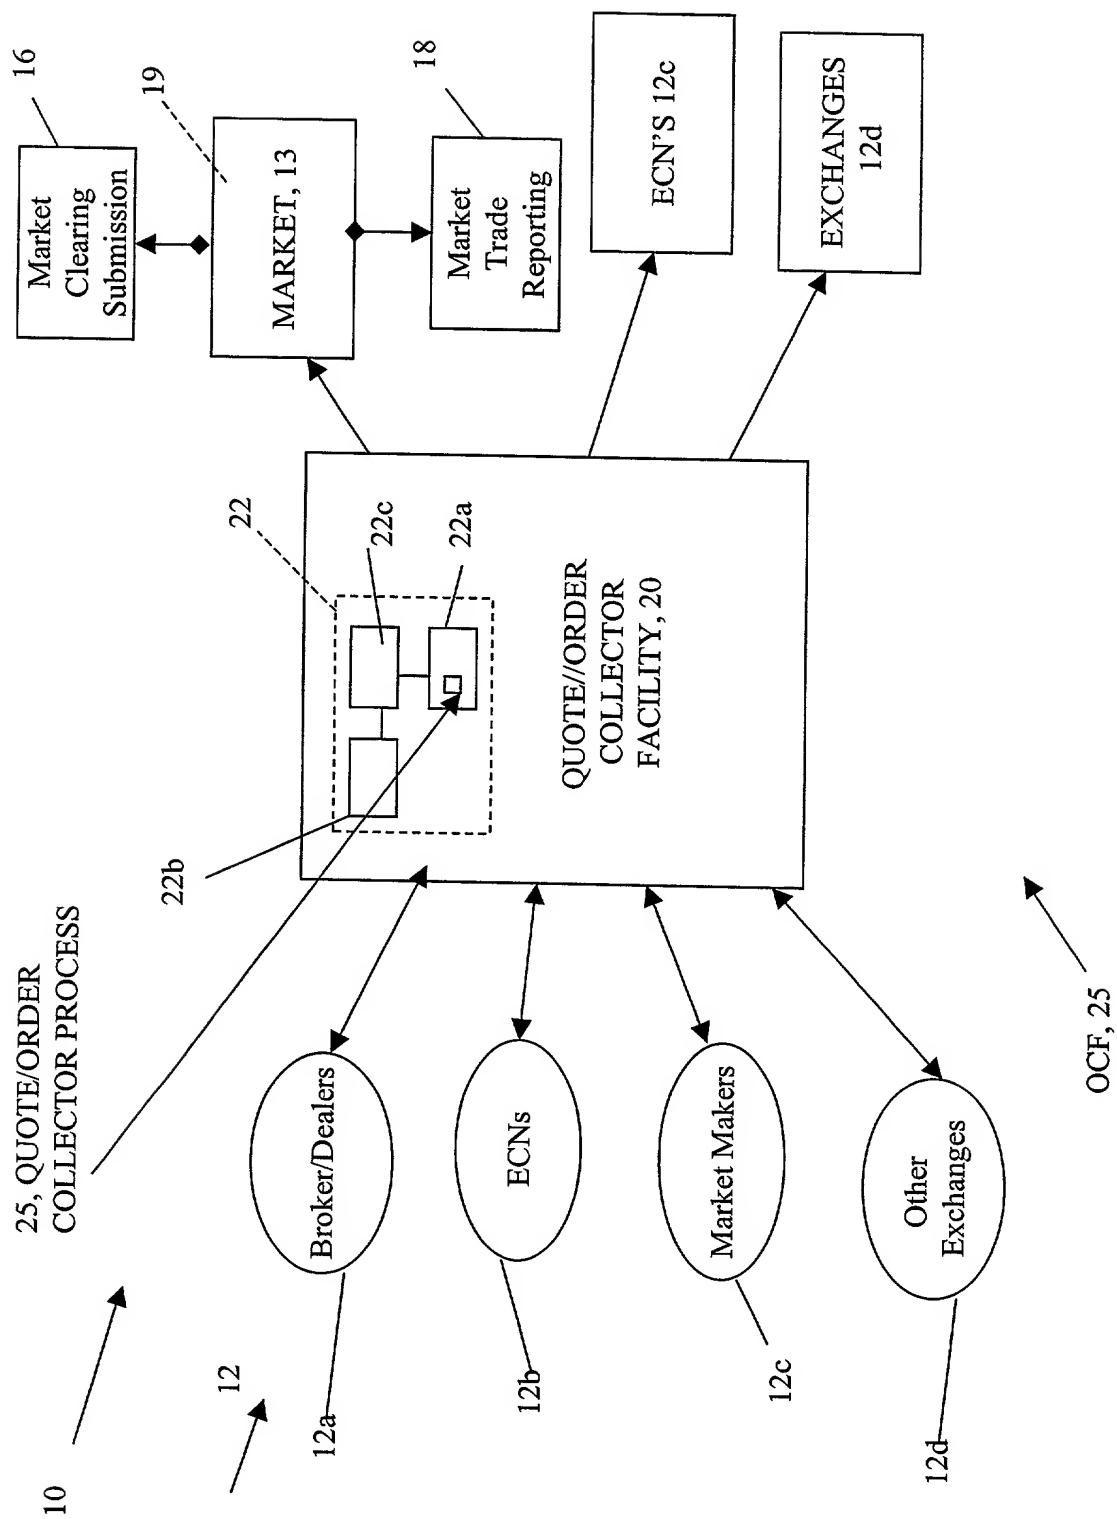 10
25, QUOTE/ORDER
COLLECTOR PROCESS
12
12a
Broker/Dealers
12b
ECNs
12c
Market Makers
12d
Other
Exchanges
22b
22
22c
22a
QUOTE//ORDER
COLLECTOR
FACILITY, 20
16
Market
Clearing
Submission
19
MARKET, 13
18
Market
Trade
Reporting
ECN'S 12c
EXCHANGES
12d
OCF, 25